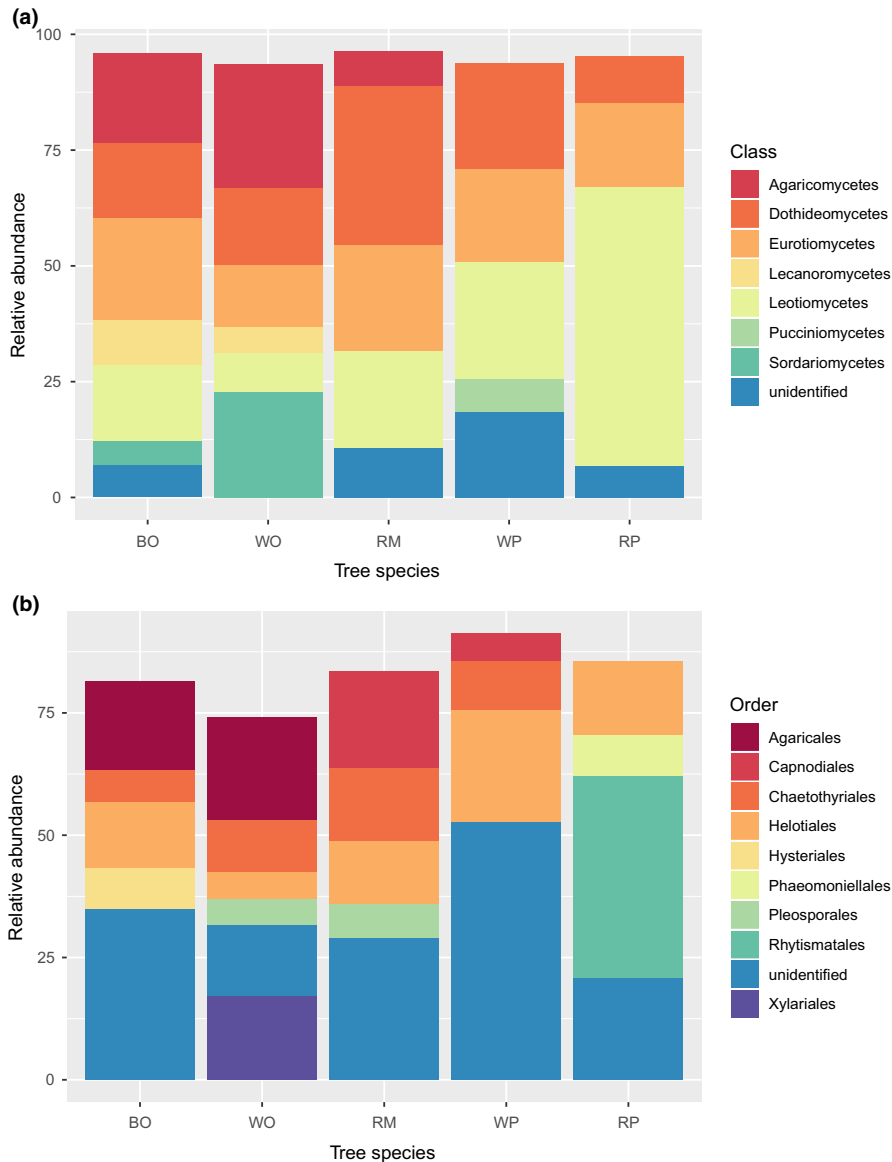 (a)
100
75
50
25
0
Relative abundance
BO WO RM WP RP
Tree species
Class
Agaricomycetes
Dothideomycetes
Eurotiomycetes
Lecanoromycetes
Leotiomycetes
Pucciniomycetes
Sordariomycetes
unidentified
(b)
75
50
25
0
Relative abundance
BO WO RM WP RP
Tree species
Order
Agaricales
Capnodiales
Chaetothyriales
Helotiales
Hysteriales
Phaeomoniellales
Pleosporales
Rhytismatales
unidentified
Xylariales